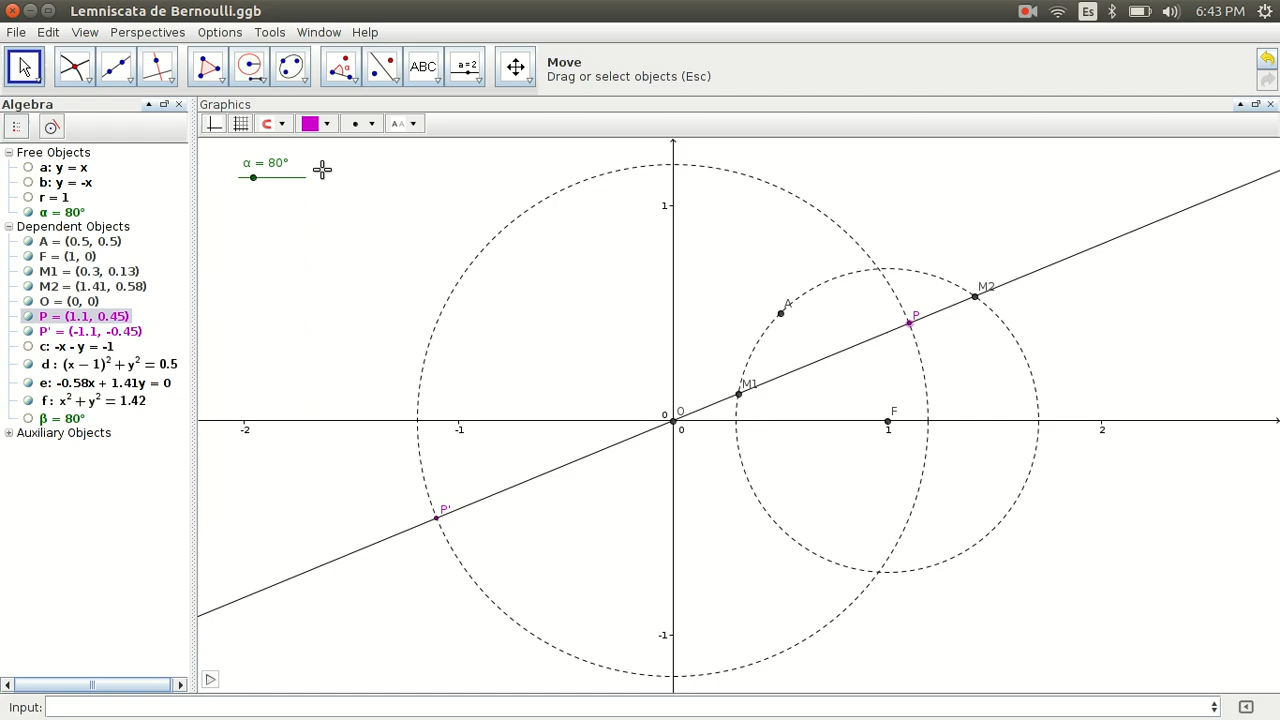 Lemniscata de Bernoulli.ggb
Es
6:43 PM
File Edit View Perspectives Options Tools Window Help
ABC
a=2
Move
Drag or select objects (Esc)
Algebra
Graphics
A A
Free Objects
a: y = x
b: y = -x
r = 1
α = 80°
Dependent Objects
A = (0.5, 0.5)
F = (1, 0)
M1 = (0.3, 0.13)
M2 = (1.41, 0.58)
O = (0, 0)
P = (1.1, 0.45)
P' = (-1.1, -0.45)
c: -x - y = -1
d : (x − 1)² + y² = 0.5
e: -0.58x + 1.41y = 0
f : x² + y² = 1.42
β = 80°
Auxiliary Objects
α = 80°
1
M2
A
P
M1
0
O
F
-2 -1 0 1 2
P'
-1
Input: